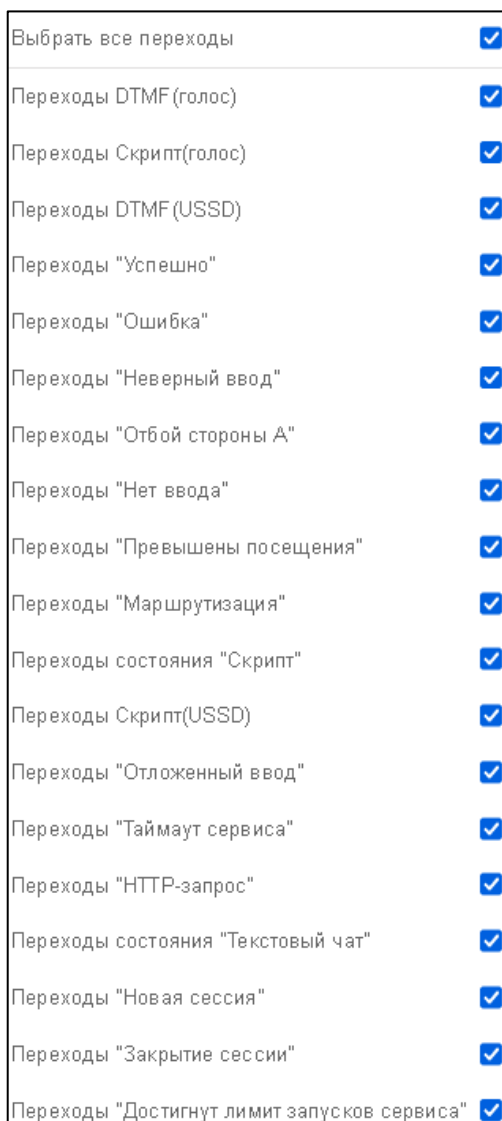 Выбрать все переходы
Переходы DTMF(голос)
Переходы Скрипт(голос)
Переходы DTMF(USSD)
Переходы "Успешно"
Переходы "Ошибка"
Переходы "Неверный ввод"
Переходы "Отбой стороны А"
Переходы "Нет ввода"
Переходы "Превышены посещения"
Переходы "Маршрутизация"
Переходы состояния "Скрипт"
Переходы Скрипт(USSD)
Переходы "Отложенный ввод"
Переходы "Таймаут сервиса"
Переходы "HTTP-запрос"
Переходы состояния "Текстовый чат"
Переходы "Новая сессия"
Переходы "Закрытие сессии"
Переходы "Достигнут лимит запусков сервиса"